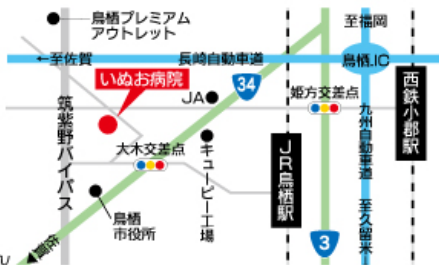 鳥栖プレミアム
アウトレット
至福岡
←至佐賀
長崎自動車道
鳥栖.IC
いぬお病院
34
JA
姫方交差点
西鉄小郡駅
筑紫野バイパス
大木交差点
キューピー工場
JR鳥栖駅
九州自動車道
鳥栖
市役所
至久留米
3
佐賀